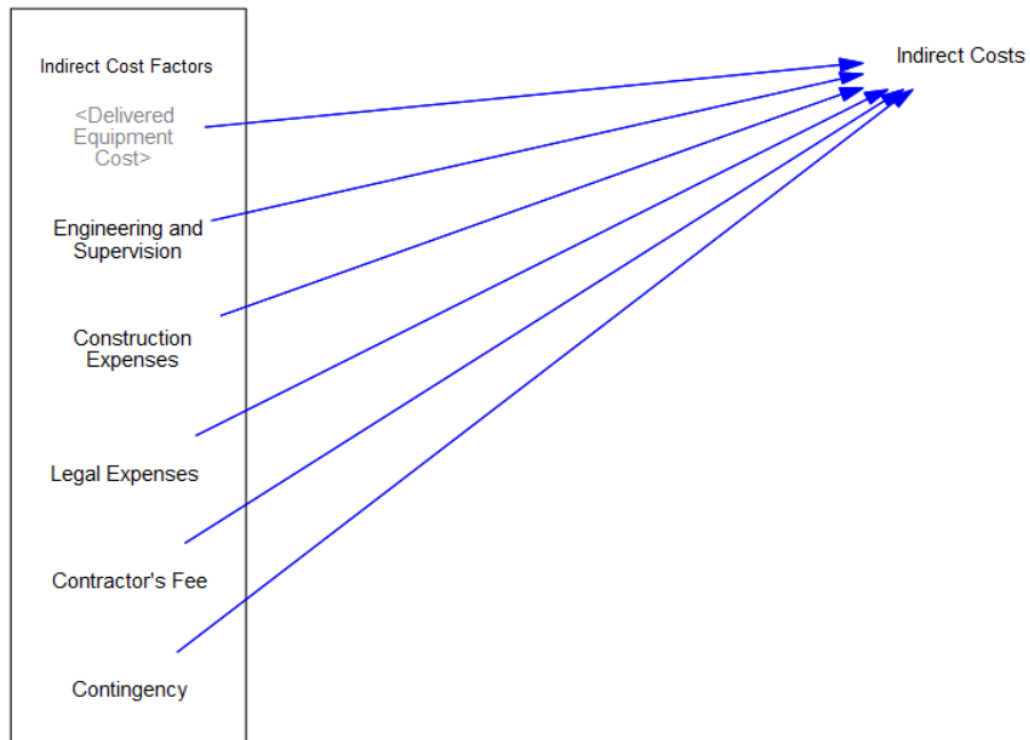 Indirect Cost Factors
Indirect Costs
<Delivered
Equipment
Cost>
Engineering and
Supervision
Construction
Expenses
Legal Expenses
Contractor's Fee
Contingency